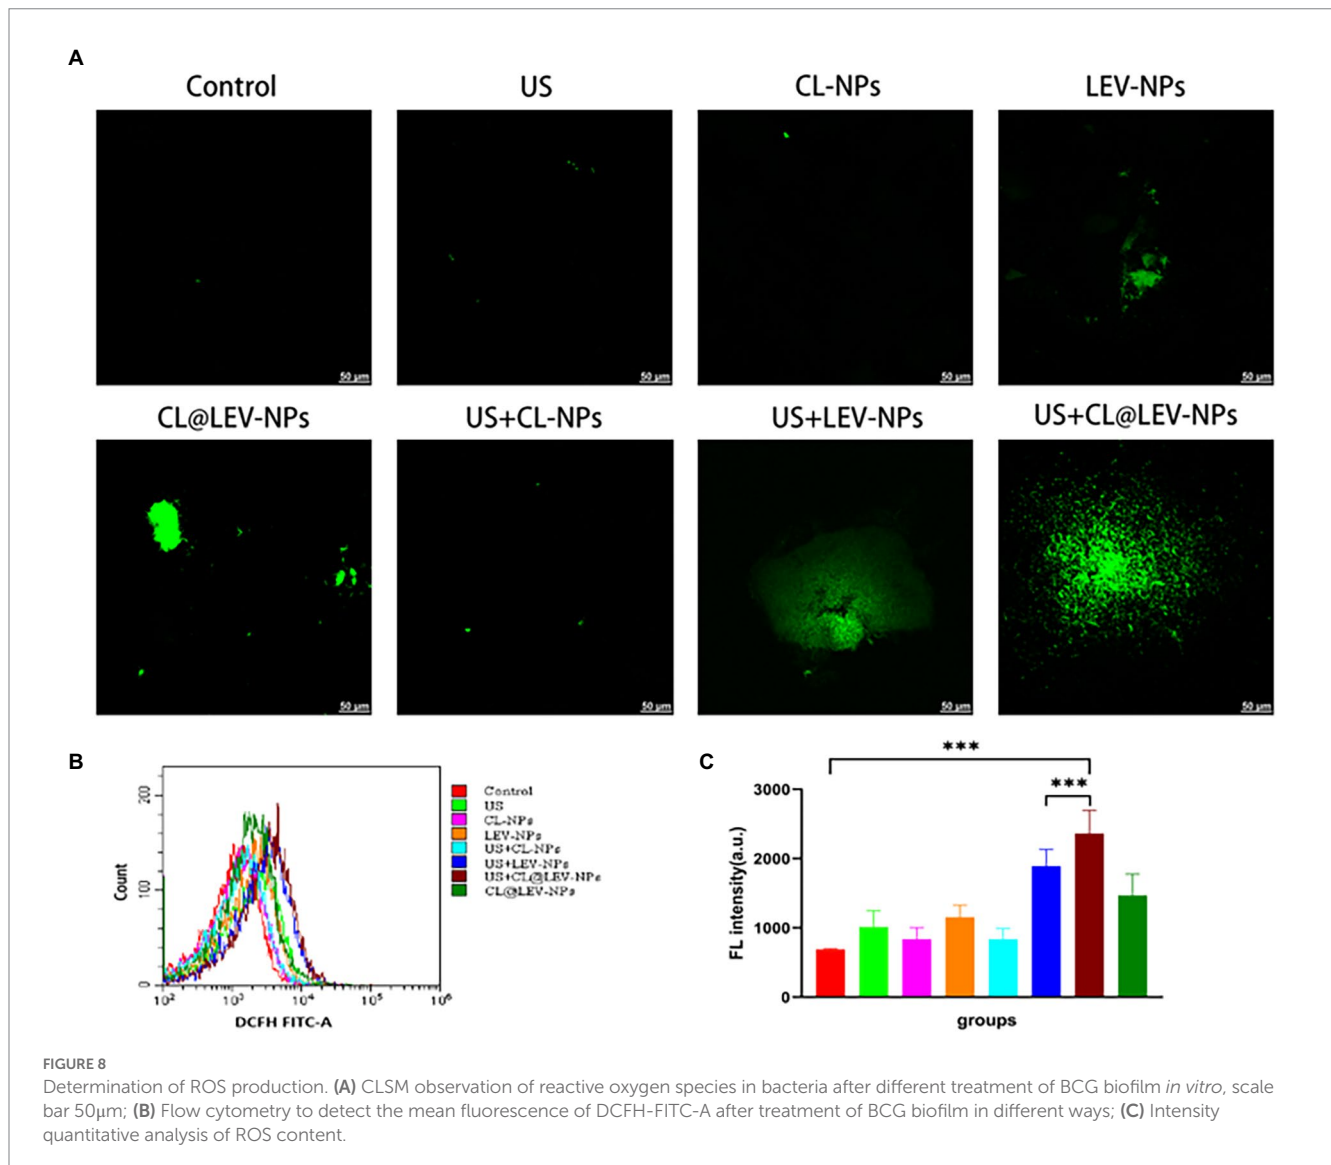 A
Control
US
CL-NPs
LEV-NPs
50 µm
50 µm
50 µm
50 µm
CL@LEV-NPs
US+CL-NPs
US+LEV-NPs
US+CL@LEV-NPs
50 µm
50 µm
50 µm
50 µm
B
200
100
0
Count
10²
10³
10⁴
10⁵
10⁶
DCFH FITC-A
Control
US
CL-NPs
LEV-NPs
US+CL-NPs
US+LEV-NPs
US+CL@LEV-NPs
CL@LEV-NPs
C
***
***
3000
2000
1000
0
FL intensity(a.u.)
groups
FIGURE 8
Determination of ROS production. (A) CLSM observation of reactive oxygen species in bacteria after different treatment of BCG biofilm in vitro, scale
bar 50μm; (B) Flow cytometry to detect the mean fluorescence of DCFH-FITC-A after treatment of BCG biofilm in different ways; (C) Intensity
quantitative analysis of ROS content.